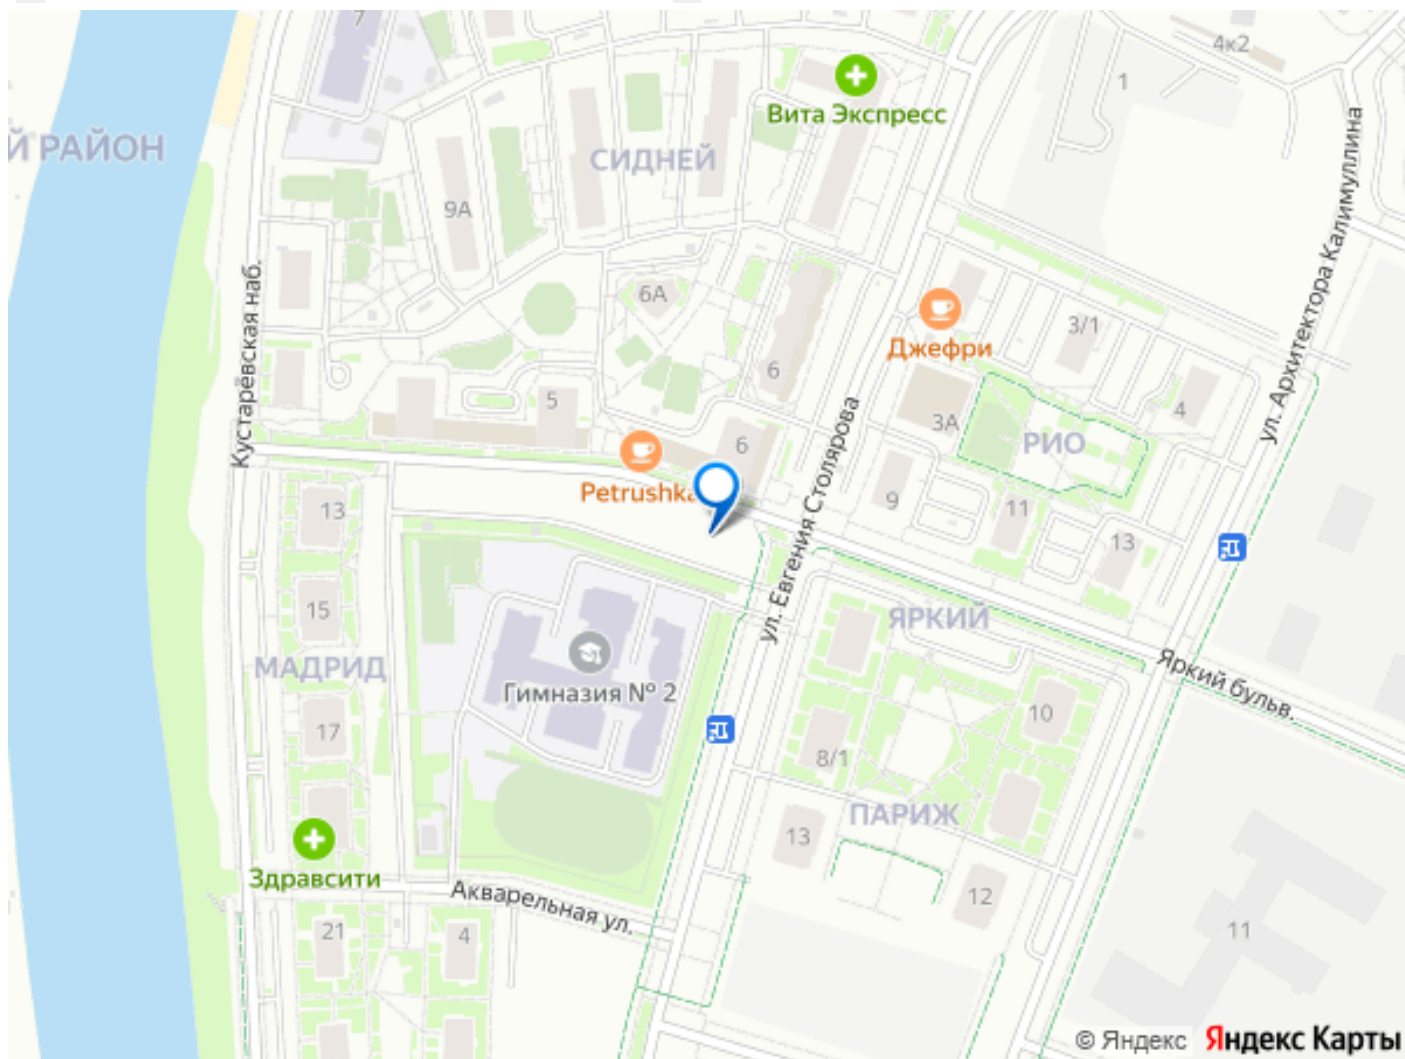 7
4к2
1
Вита Экспресс
Й РАЙОН
СИДНЕЙ
9А
ул. Архитектора Калимуллина
Кустарёвская наб.
6А
3/1
Джефри
6
5
4
3А
РИО
6
Petrushka
ул. Евгения Столярова
9
11
13
13
15
ЯРКИЙ
МАДРИД
Гимназия № 2
Яркий бульв.
17
10
8/1
ПАРИЖ
13
Здравсити
Акварельная ул.
12
21
4
11
© Яндекс Яндекс Карты